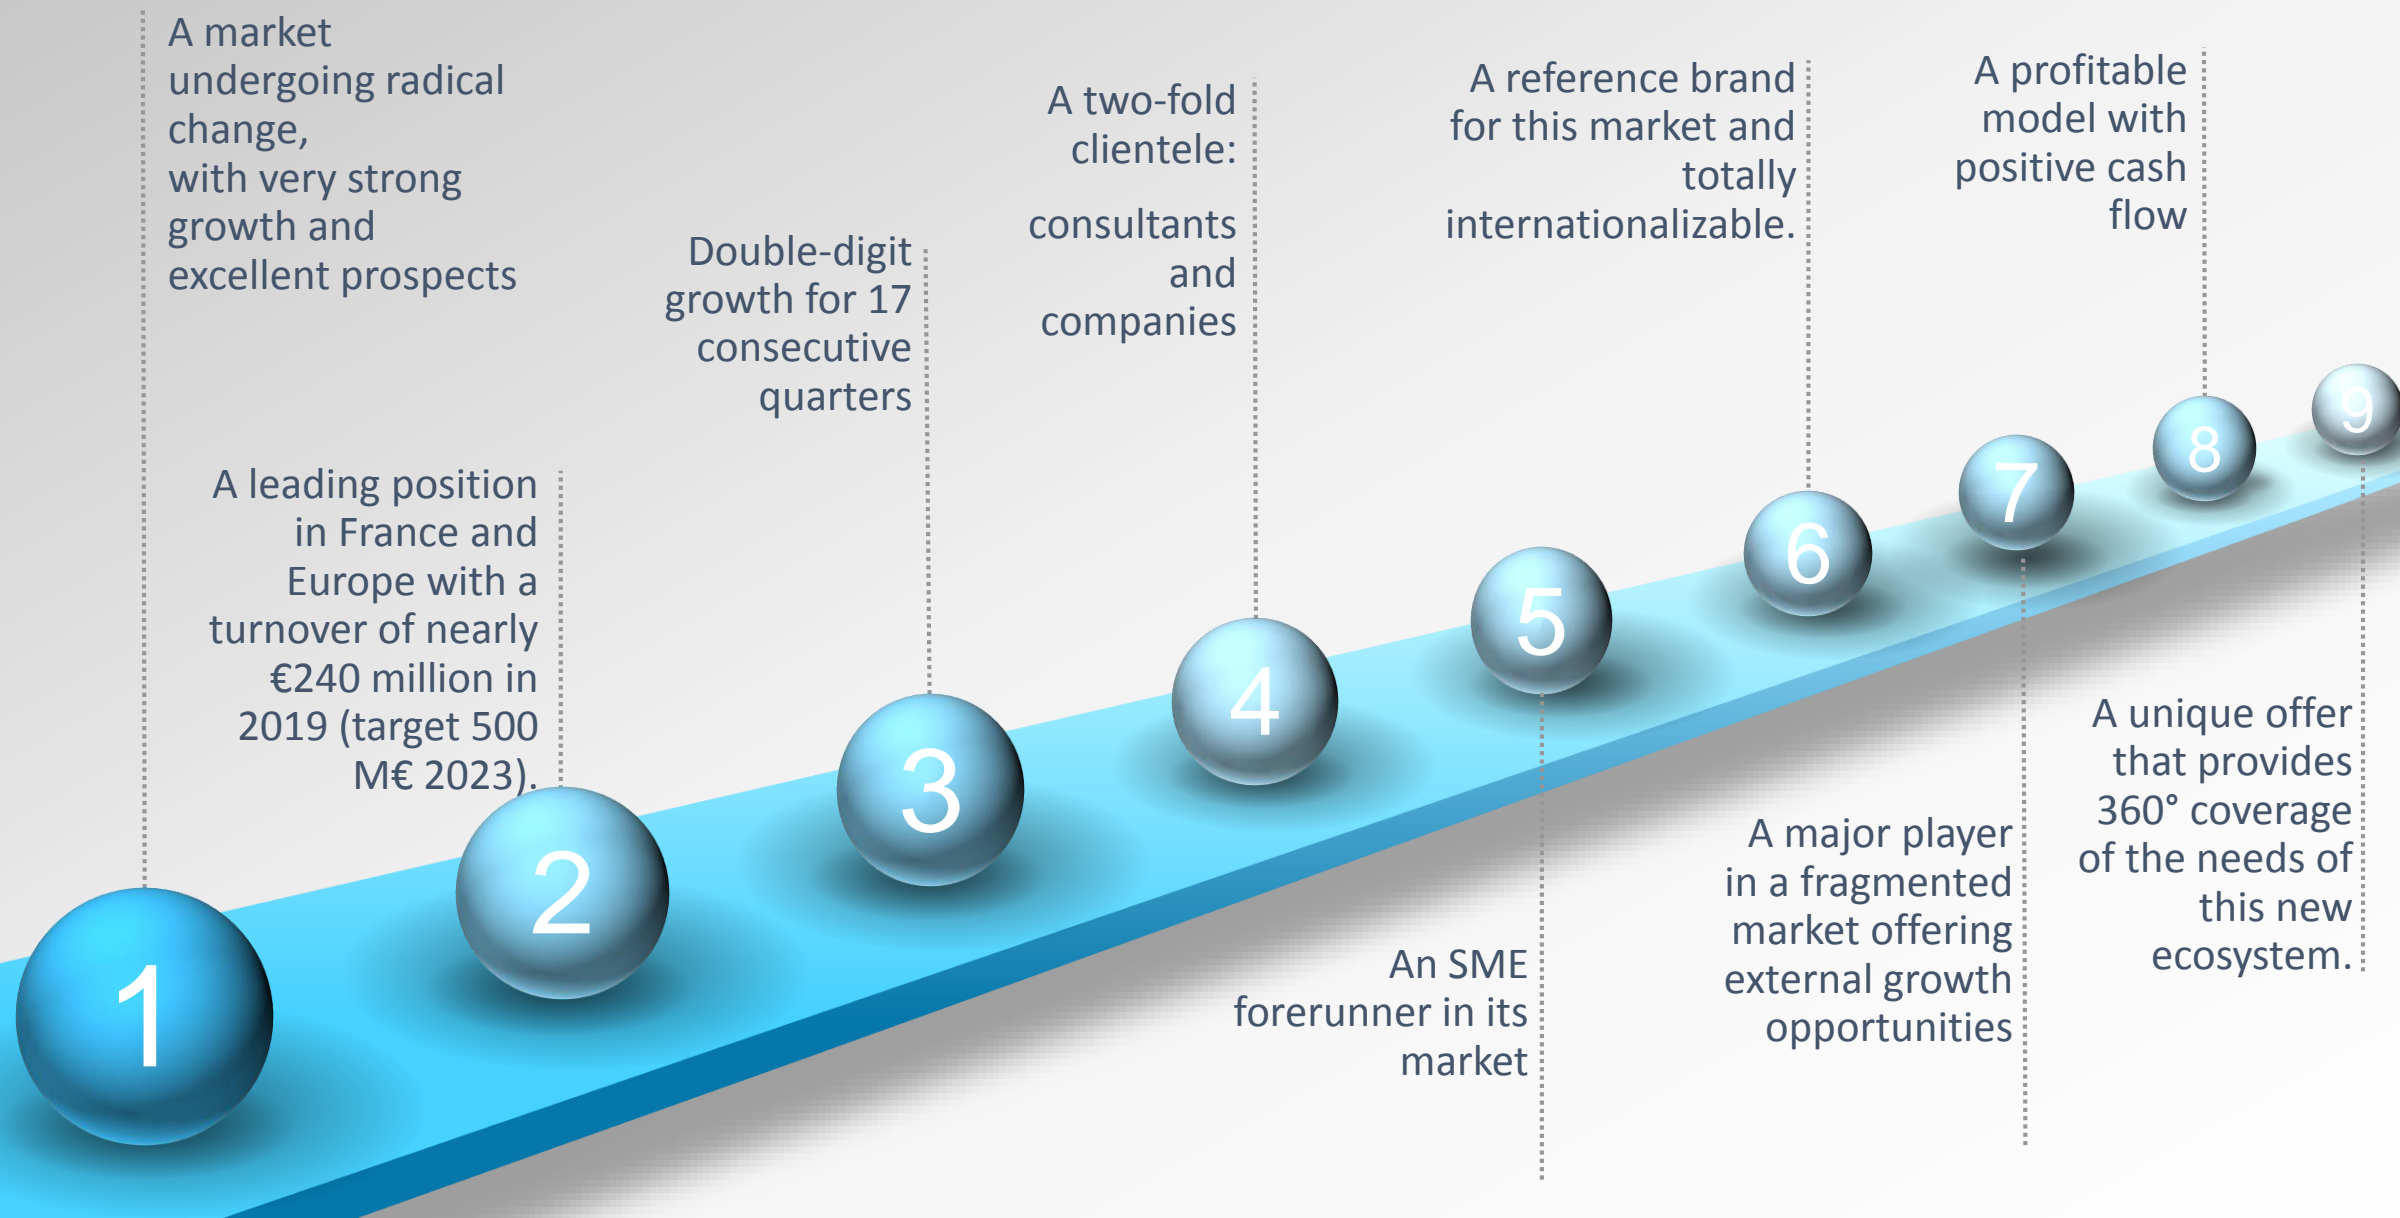 A market
undergoing radical
change,
with very strong
growth and
excellent prospects
1
A leading position
in France and
Europe with a
turnover of nearly
€240 million in
2019 (target 500
M€ 2023).
2
Double-digit
growth for 17
consecutive
quarters
3
A two-fold
clientele:
consultants
and
companies
4
An SME
forerunner in its
market
5
A reference brand
for this market and
totally
internationalizable.
6
A major player
in a fragmented
market offering
external growth
opportunities
7
A profitable
model with
positive cash
flow
8
A unique offer
that provides
360° coverage
of the needs of
this new
ecosystem.
9